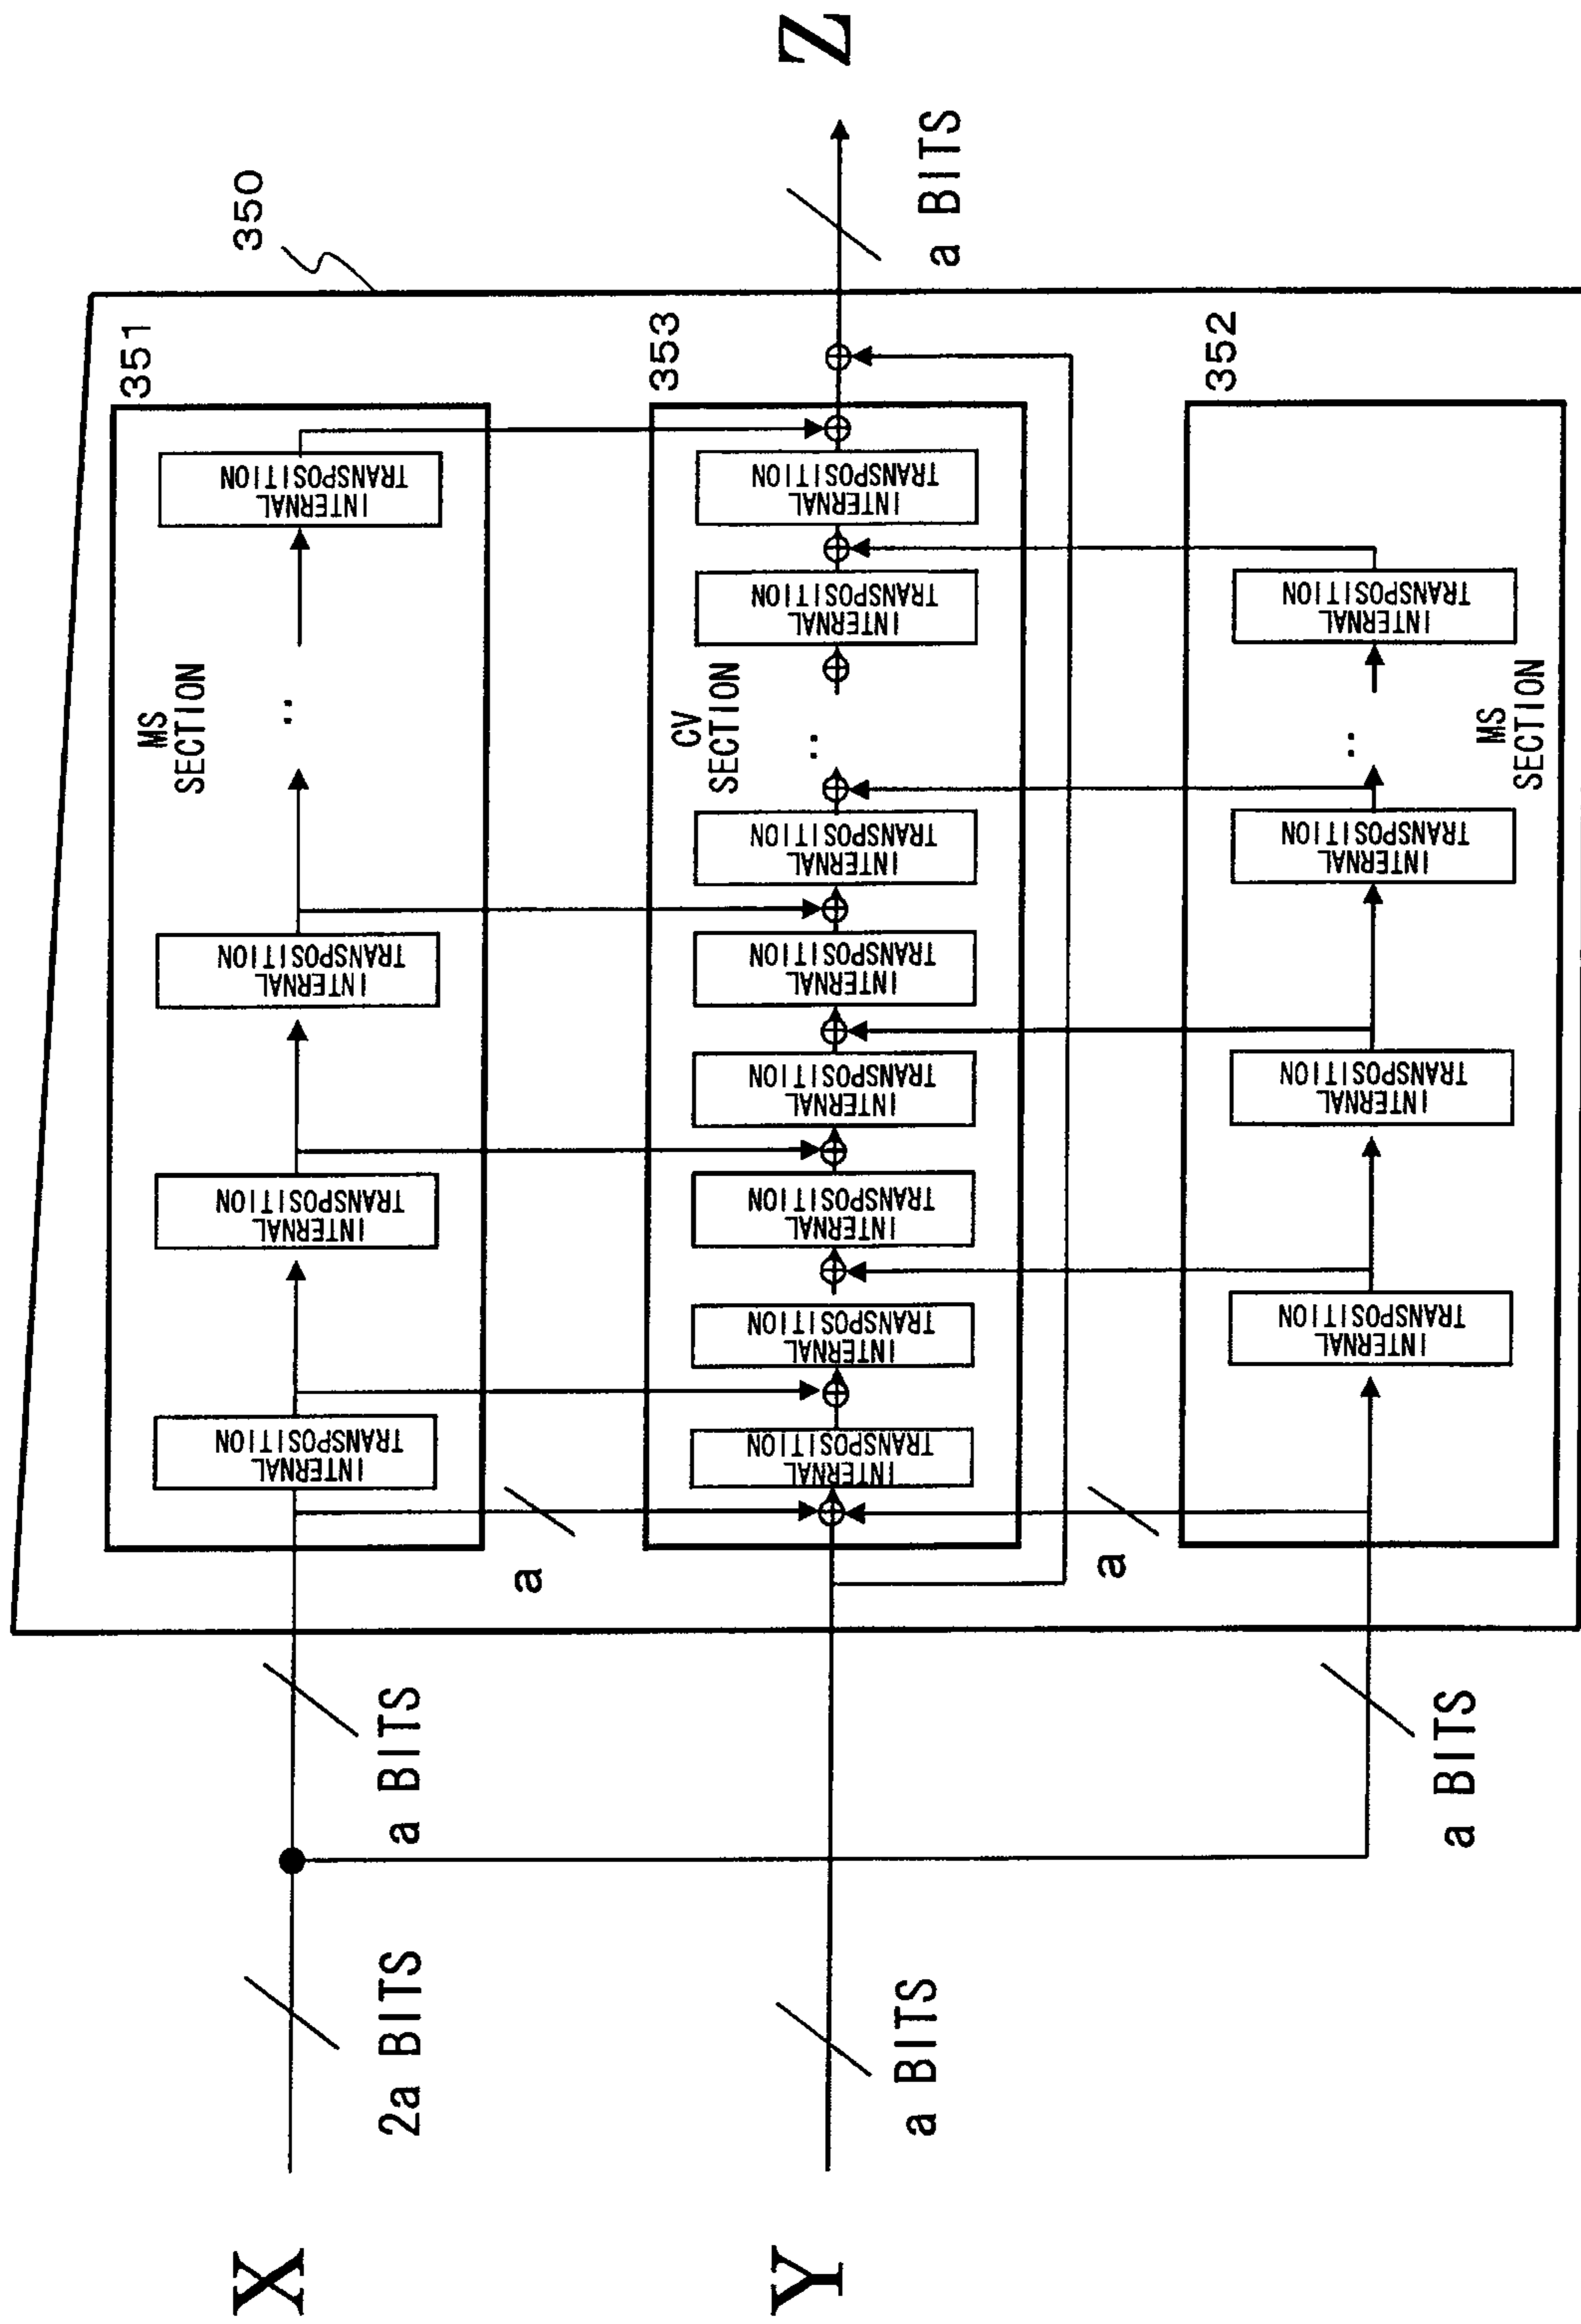 350
351
INTERNAL
TRANSPOSITION
INTERNAL
TRANSPOSITION
INTERNAL
TRANSPOSITION
MS
SECTION
..
INTERNAL
TRANSPOSITION
X
2a BITS
a BITS
a
353
INTERNAL
TRANSPOSITION
INTERNAL
TRANSPOSITION
INTERNAL
TRANSPOSITION
INTERNAL
TRANSPOSITION
INTERNAL
TRANSPOSITION
INTERNAL
TRANSPOSITION
CV
SECTION
..
INTERNAL
TRANSPOSITION
INTERNAL
TRANSPOSITION
Z
Y
a BITS
a
a BITS
352
INTERNAL
TRANSPOSITION
INTERNAL
TRANSPOSITION
INTERNAL
TRANSPOSITION
..
INTERNAL
TRANSPOSITION
MS
SECTION
a BITS